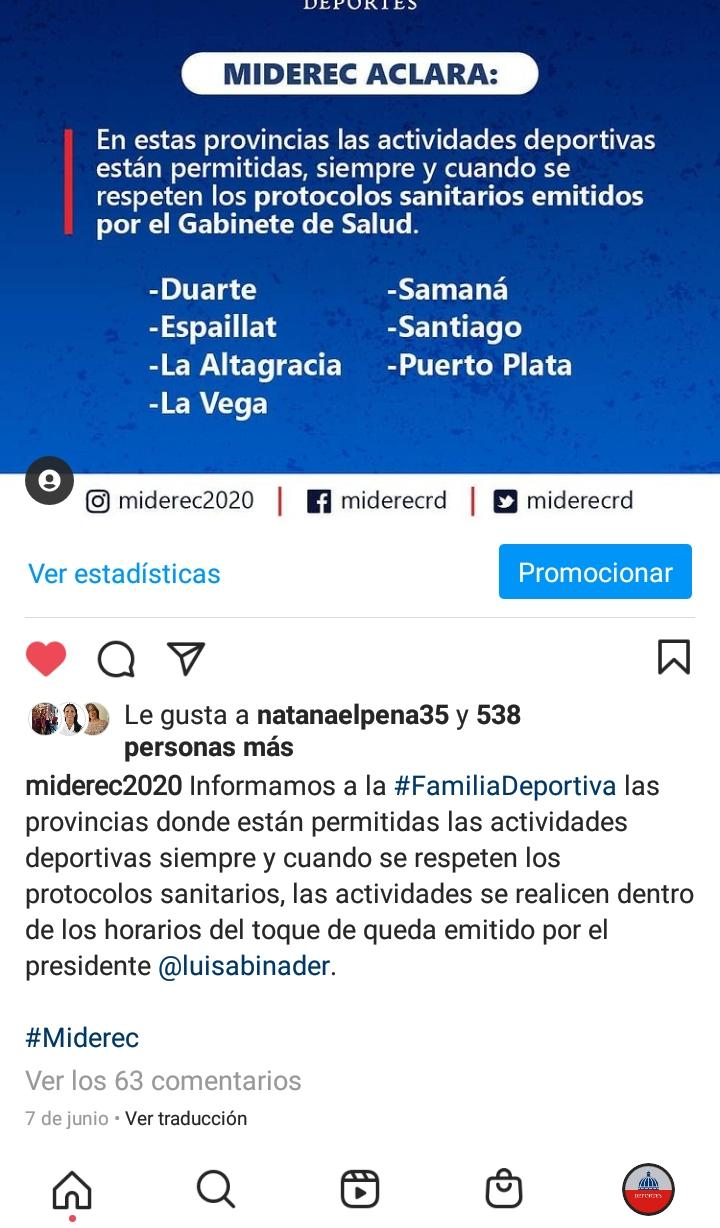 DEPORTES
MIDEREC ACLARA:
En estas provincias las actividades deportivas
están permitidas, siempre y cuando se
respeten los protocolos sanitarios emitidos
por el Gabinete de Salud.
-Duarte
-Espaillat
-La Altagracia
-La Vega
-Samaná
-Santiago
-Puerto Plata
miderec2020 | miderecrd | miderecrd
Ver estadísticas
Promocionar
Le gusta a natanaelpena35 y 538
personas más
miderec2020 Informamos a la #FamiliaDeportiva las
provincias donde están permitidas las actividades
deportivas siempre y cuando se respeten los
protocolos sanitarios, las actividades se realicen dentro
de los horarios del toque de queda emitido por el
presidente @luisabinader.
#Miderec
Ver los 63 comentarios
7 de junio • Ver traducción
DEPORTES